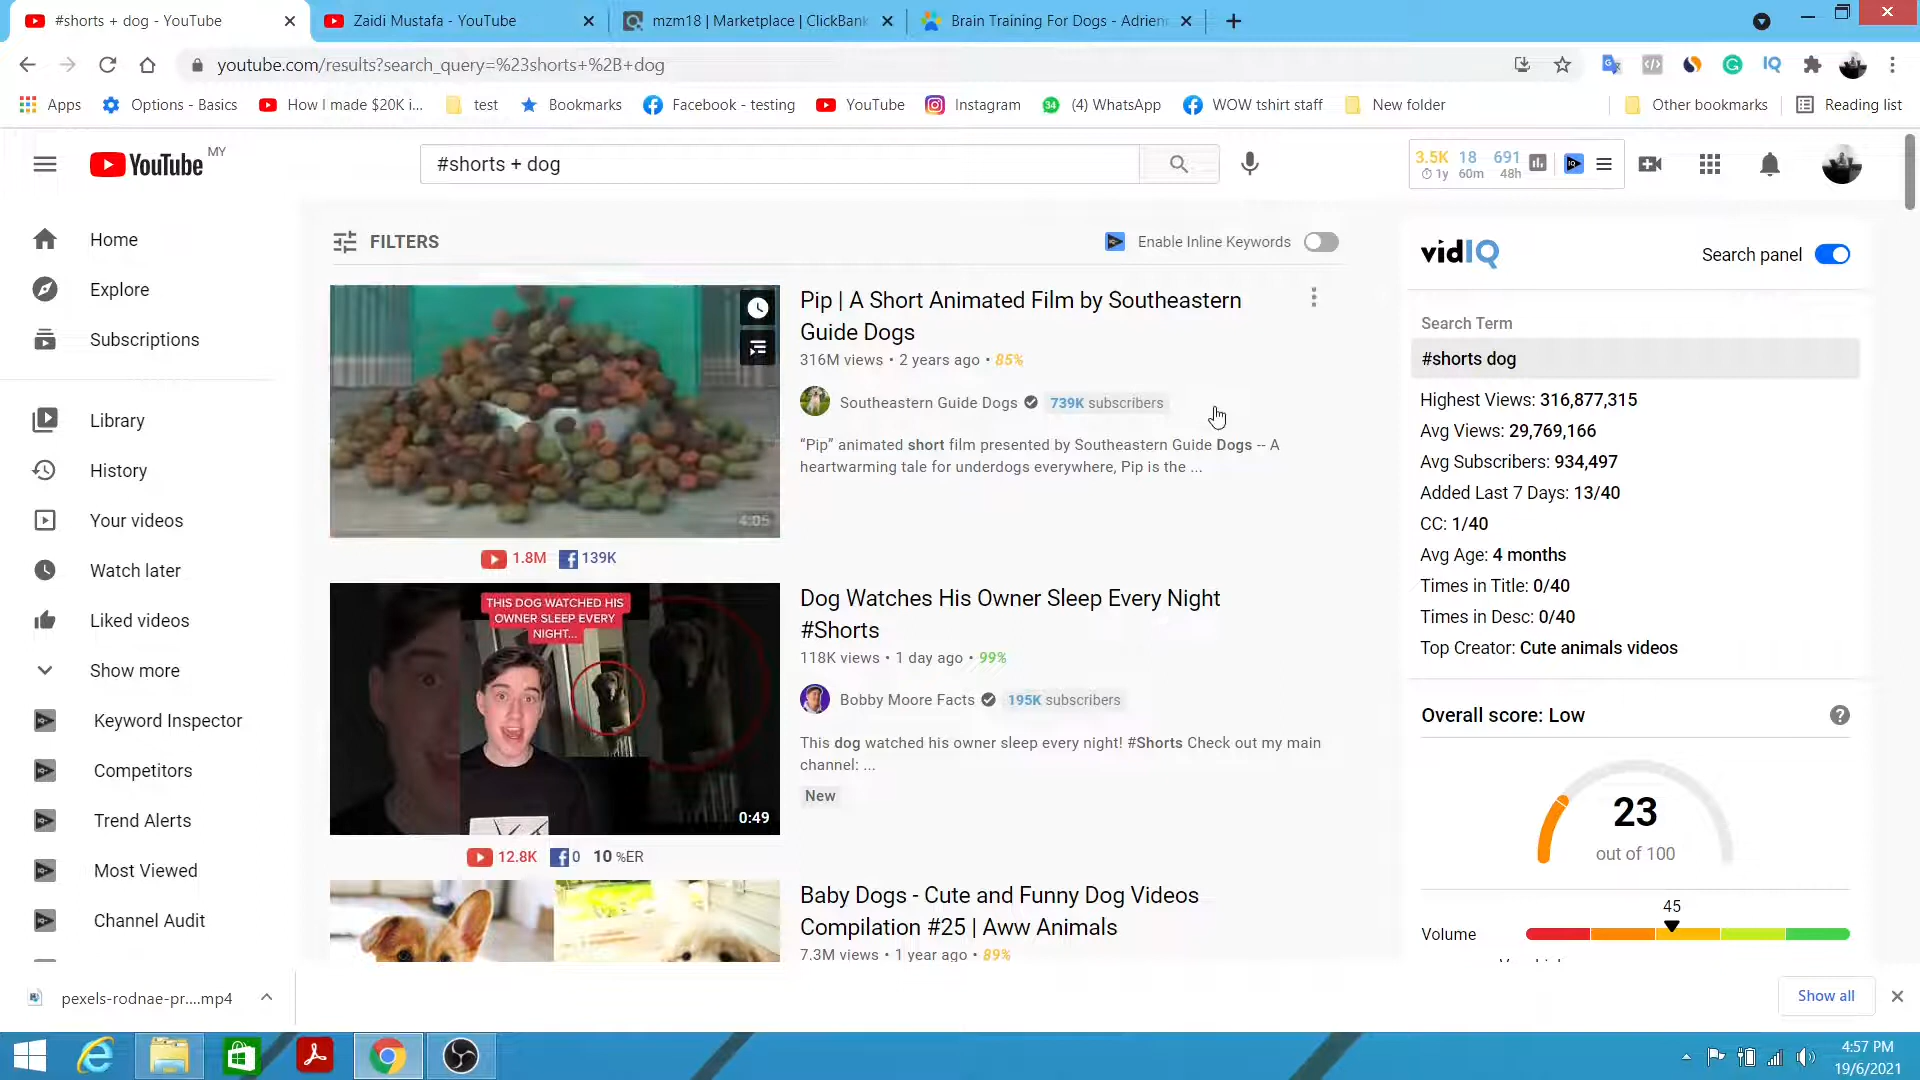 #shorts + dog - YouTube
Zaidi Mustafa - YouTube
mzm18 | Marketplace | ClickBank
Brain Training For Dogs - Adrienn
youtube.com/results?search_query=%23shorts+%2B+dog
Apps
Options - Basics
How I made $20K i...
test
Bookmarks
Facebook - testing
YouTube
Instagram
34
(4) WhatsApp
WOW tshirt staff
New folder
Other bookmarks
Reading list
YouTube MY
#shorts + dog
3.5K 18 691
1y 60m 48h
Home
Explore
Subscriptions
Library
History
Your videos
Watch later
Liked videos
Show more
Keyword Inspector
Competitors
Trend Alerts
Most Viewed
Channel Audit
FILTERS
Enable Inline Keywords
4:05
1.8M 139K
Pip | A Short Animated Film by Southeastern
Guide Dogs
316M views • 2 years ago • 85%
Southeastern Guide Dogs 739K subscribers
“Pip” animated short film presented by Southeastern Guide Dogs -- A
heartwarming tale for underdogs everywhere, Pip is the ...
THIS DOG WATCHED HIS
OWNER SLEEP EVERY
NIGHT...
0:49
12.8K 0 10 %ER
Dog Watches His Owner Sleep Every Night
#Shorts
118K views • 1 day ago • 99%
Bobby Moore Facts 195K subscribers
This dog watched his owner sleep every night! #Shorts Check out my main
channel: ...
New
Baby Dogs - Cute and Funny Dog Videos
Compilation #25 | Aww Animals
7.3M views • 1 year ago • 89%
vidIQ
Search panel
Search Term
#shorts dog
Highest Views: 316,877,315
Avg Views: 29,769,166
Avg Subscribers: 934,497
Added Last 7 Days: 13/40
CC: 1/40
Avg Age: 4 months
Times in Title: 0/40
Times in Desc: 0/40
Top Creator: Cute animals videos
Overall score: Low
23
out of 100
45
Volume
pexels-rodnae-pr....mp4
Show all
4:57 PM
19/6/2021